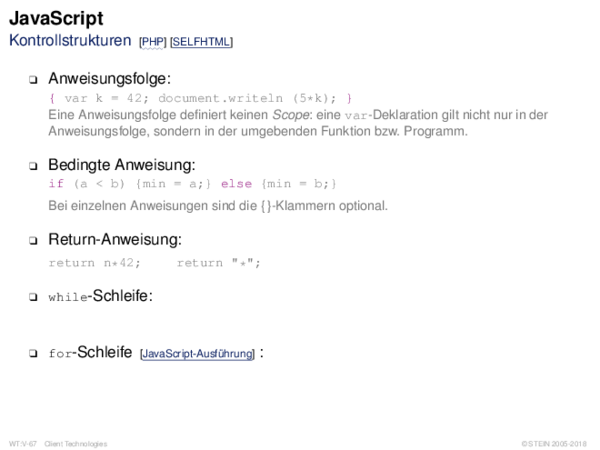 JavaScript
Kontrollstrukturen [PHP] [SELFHTML]
❑ Anweisungsfolge:
{ var k = 42; document.writeln (5*k); }
Eine Anweisungsfolge definiert keinen Scope: eine var-Deklaration gilt nicht nur in der
Anweisungsfolge, sondern in der umgebenden Funktion bzw. Programm.
❑ Bedingte Anweisung:
if (a < b) {min = a;} else {min = b;}
Bei einzelnen Anweisungen sind die {}-Klammern optional.
❑ Return-Anweisung:
return n*42; return "*";
❑ while-Schleife:
❑ for-Schleife [JavaScript-Ausführung] :
WT:V-67 Client Technologies © STEIN 2005-2018